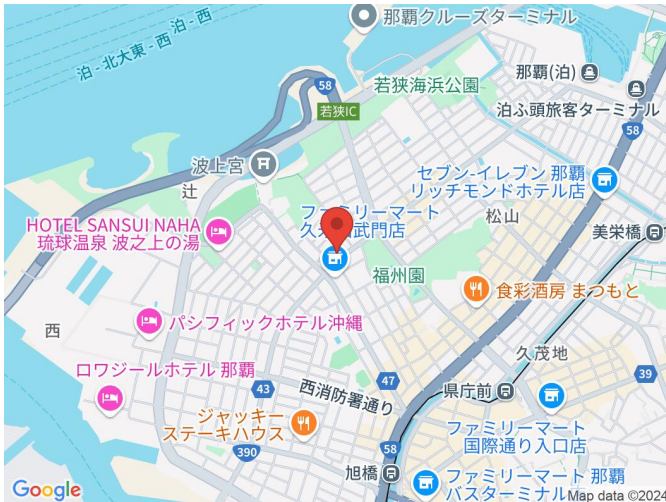 那覇クルーズターミナル
泊-北大東-西
泊-西
58
若狭IC
若狭海浜公園
那覇(泊)
泊ふ頭旅客ターミナル
58
波上宮
辻
セブン-イレブン 那覇
リッチモンドホテル店
HOTEL SANSUI NAHA
琉球温泉 波之上の湯
ファミリーマート
久米
武門店
松山
美栄橋
福州園
食彩酒房 まつもと
西
パシフィックホテル沖縄
久茂地
ロワジールホテル 那覇
43
西消防署通り
47
県庁前
39
ジャッキー
ステーキハウス
ファミリーマート
国際通り入口店
390
58
旭橋
ファミリーマート 那覇
バスターミナル
Google
Map data ©2024